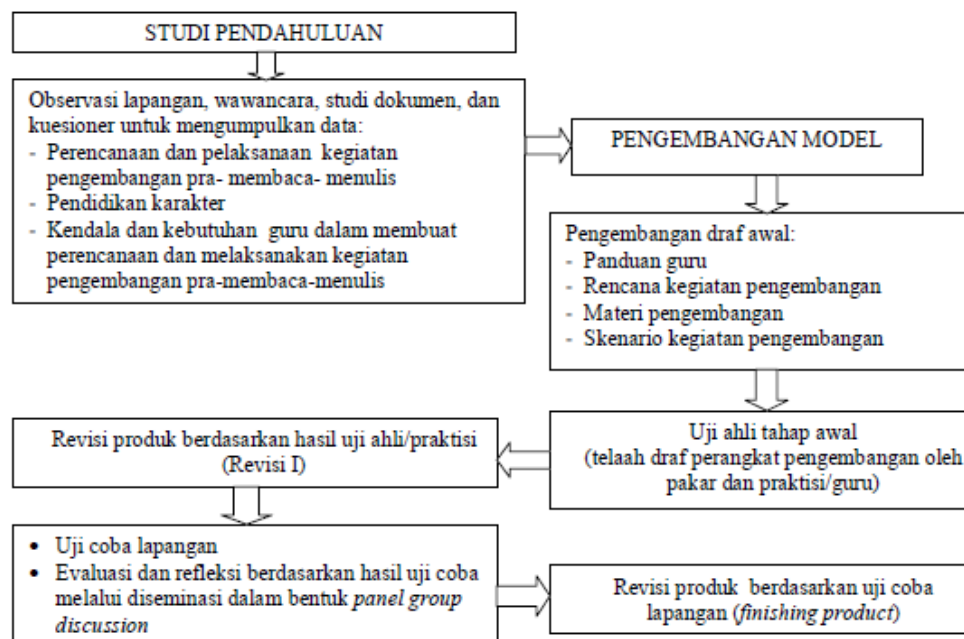 STUDI PENDAHULUAN
Observasi lapangan, wawancara, studi dokumen, dan
kuesioner untuk mengumpulkan data:
- Perencanaan dan pelaksanaan kegiatan
pengembangan pra- membaca- menulis
- Pendidikan karakter
- Kendala dan kebutuhan guru dalam membuat
perencanaan dan melaksanakan kegiatan
pengembangan pra-membaca-menulis
PENGEMBANGAN MODEL
Pengembangan draf awal:
- Panduan guru
- Rencana kegiatan pengembangan
- Materi pengembangan
- Skenario kegiatan pengembangan
Uji ahli tahap awal
(telaah draf perangkat pengembangan oleh
pakar dan praktisi/guru)
Revisi produk berdasarkan hasil uji ahli/praktisi
(Revisi I)
• Uji coba lapangan
• Evaluasi dan refleksi berdasarkan hasil uji coba
melalui diseminasi dalam bentuk panel group
discussion
Revisi produk berdasarkan uji coba
lapangan (finishing product)